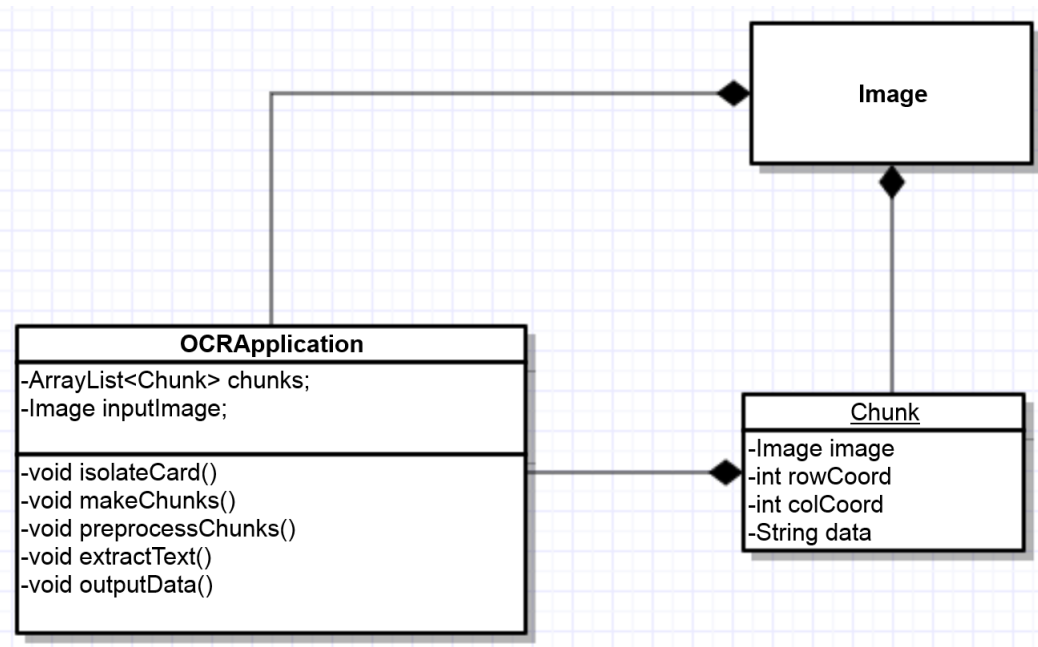 Image
OCRApplication
-ArrayList<Chunk> chunks;
-Image inputImage;
-void isolateCard()
-void makeChunks()
-void preprocessChunks()
-void extractText()
-void outputData()
Chunk
-Image image
-int rowCoord
-int colCoord
-String data